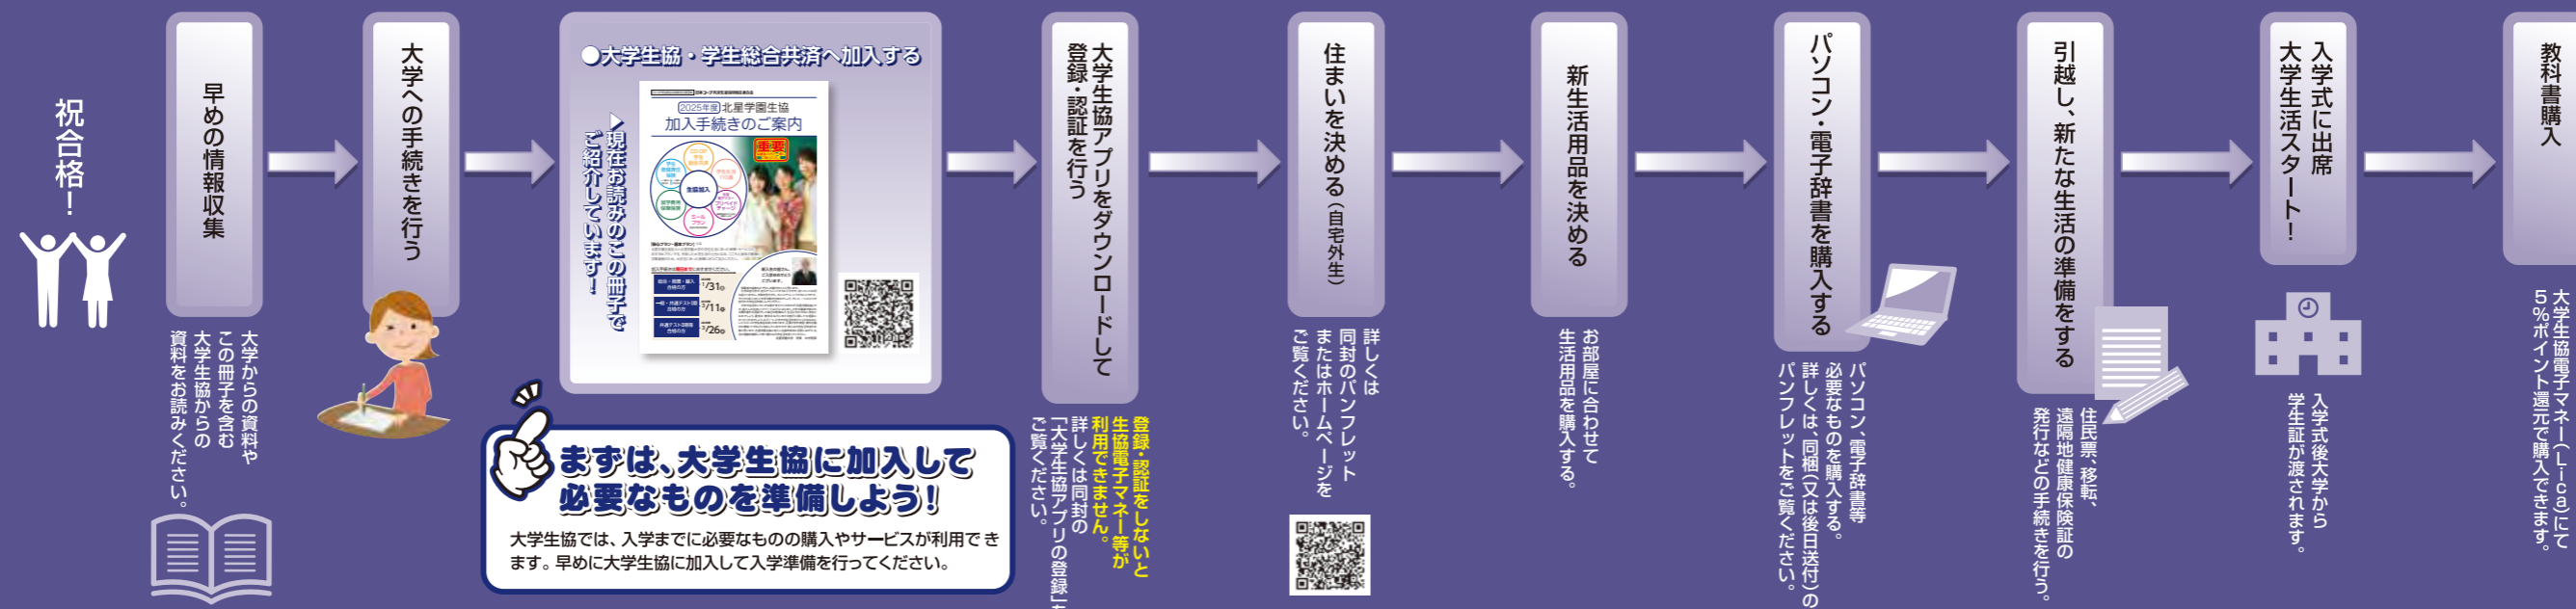 祝合格！
早めの情報収集
大学からの資料や
この冊子を含む
大学生協からの
資料をお読みください。
大学への手続きを行う
●大学生協・学生総合共済へ加入する
▶現在お読みのこの冊子で
ご紹介しています！
2025年度 北星学園生協
加入手続きのご案内
重要
生協加入
1/31
3/11
3/26
まずは、大学生協に加入して
必要なものを準備しよう！
大学生協では、入学までに必要なものの購入やサービスが利用でき
ます。早めに大学生協に加入して入学準備を行ってください。
大学生協アプリをダウンロードして
登録・認証を行う
登録・認証をしないと
生協電子マネー等が
利用できません。
詳しくは同封の
「大学生協アプリの登録」を
ご覧ください。
住まいを決める（自宅外生）
詳しくは
同封のパンフレット
またはホームページを
ご覧ください。
新生活用品を決める
お部屋に合わせて
生活用品を購入する。
パソコン・電子辞書を購入する
パソコン、電子辞書等
必要なものを購入する。
詳しくは、同梱（又は後日送付）の
パンフレットをご覧ください。
引越し、新たな生活の準備をする
住民票、移転、
遠隔地健康保険証の
発行などの手続きを行う。
入学式に出席
大学生活スタート！
入学式後大学から
学生証が渡されます。
教科書購入
大学生協電子マネー（Lica）にて
5％ポイント還元で購入できます。